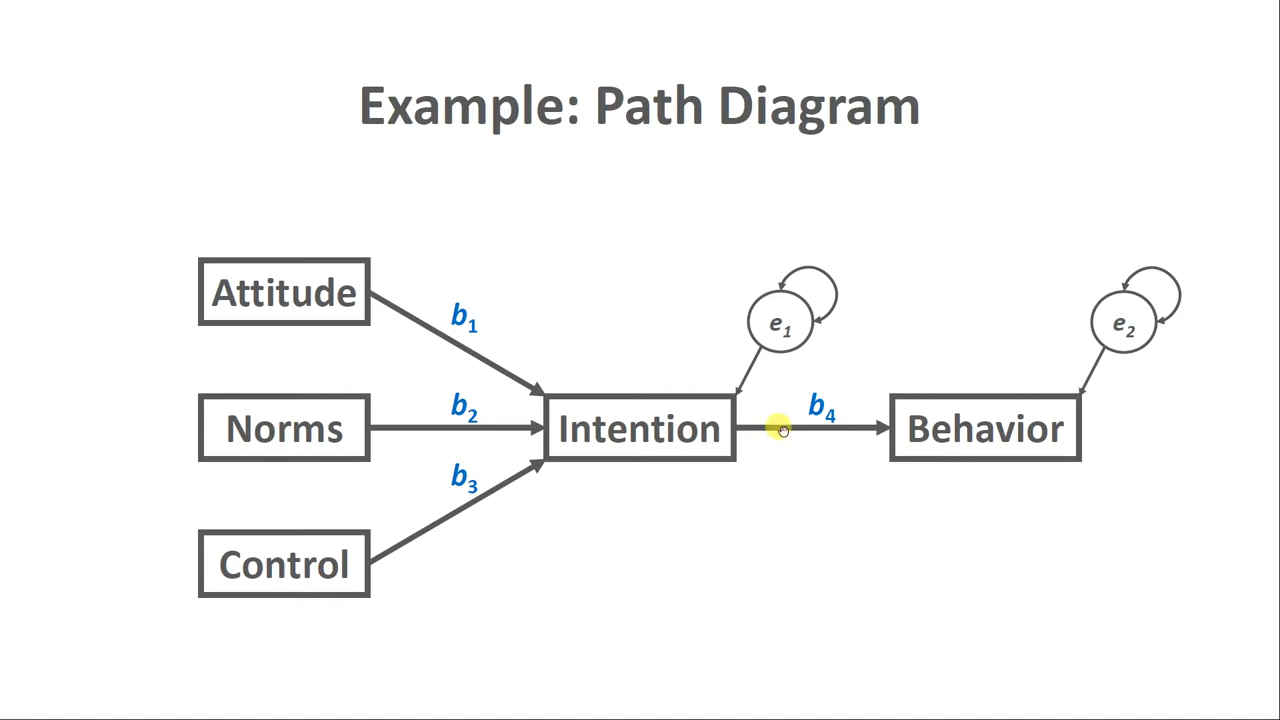 Example: Path Diagram
Attitude
b1
e1
e2
Norms
b2
Intention
b4
Behavior
b3
Control